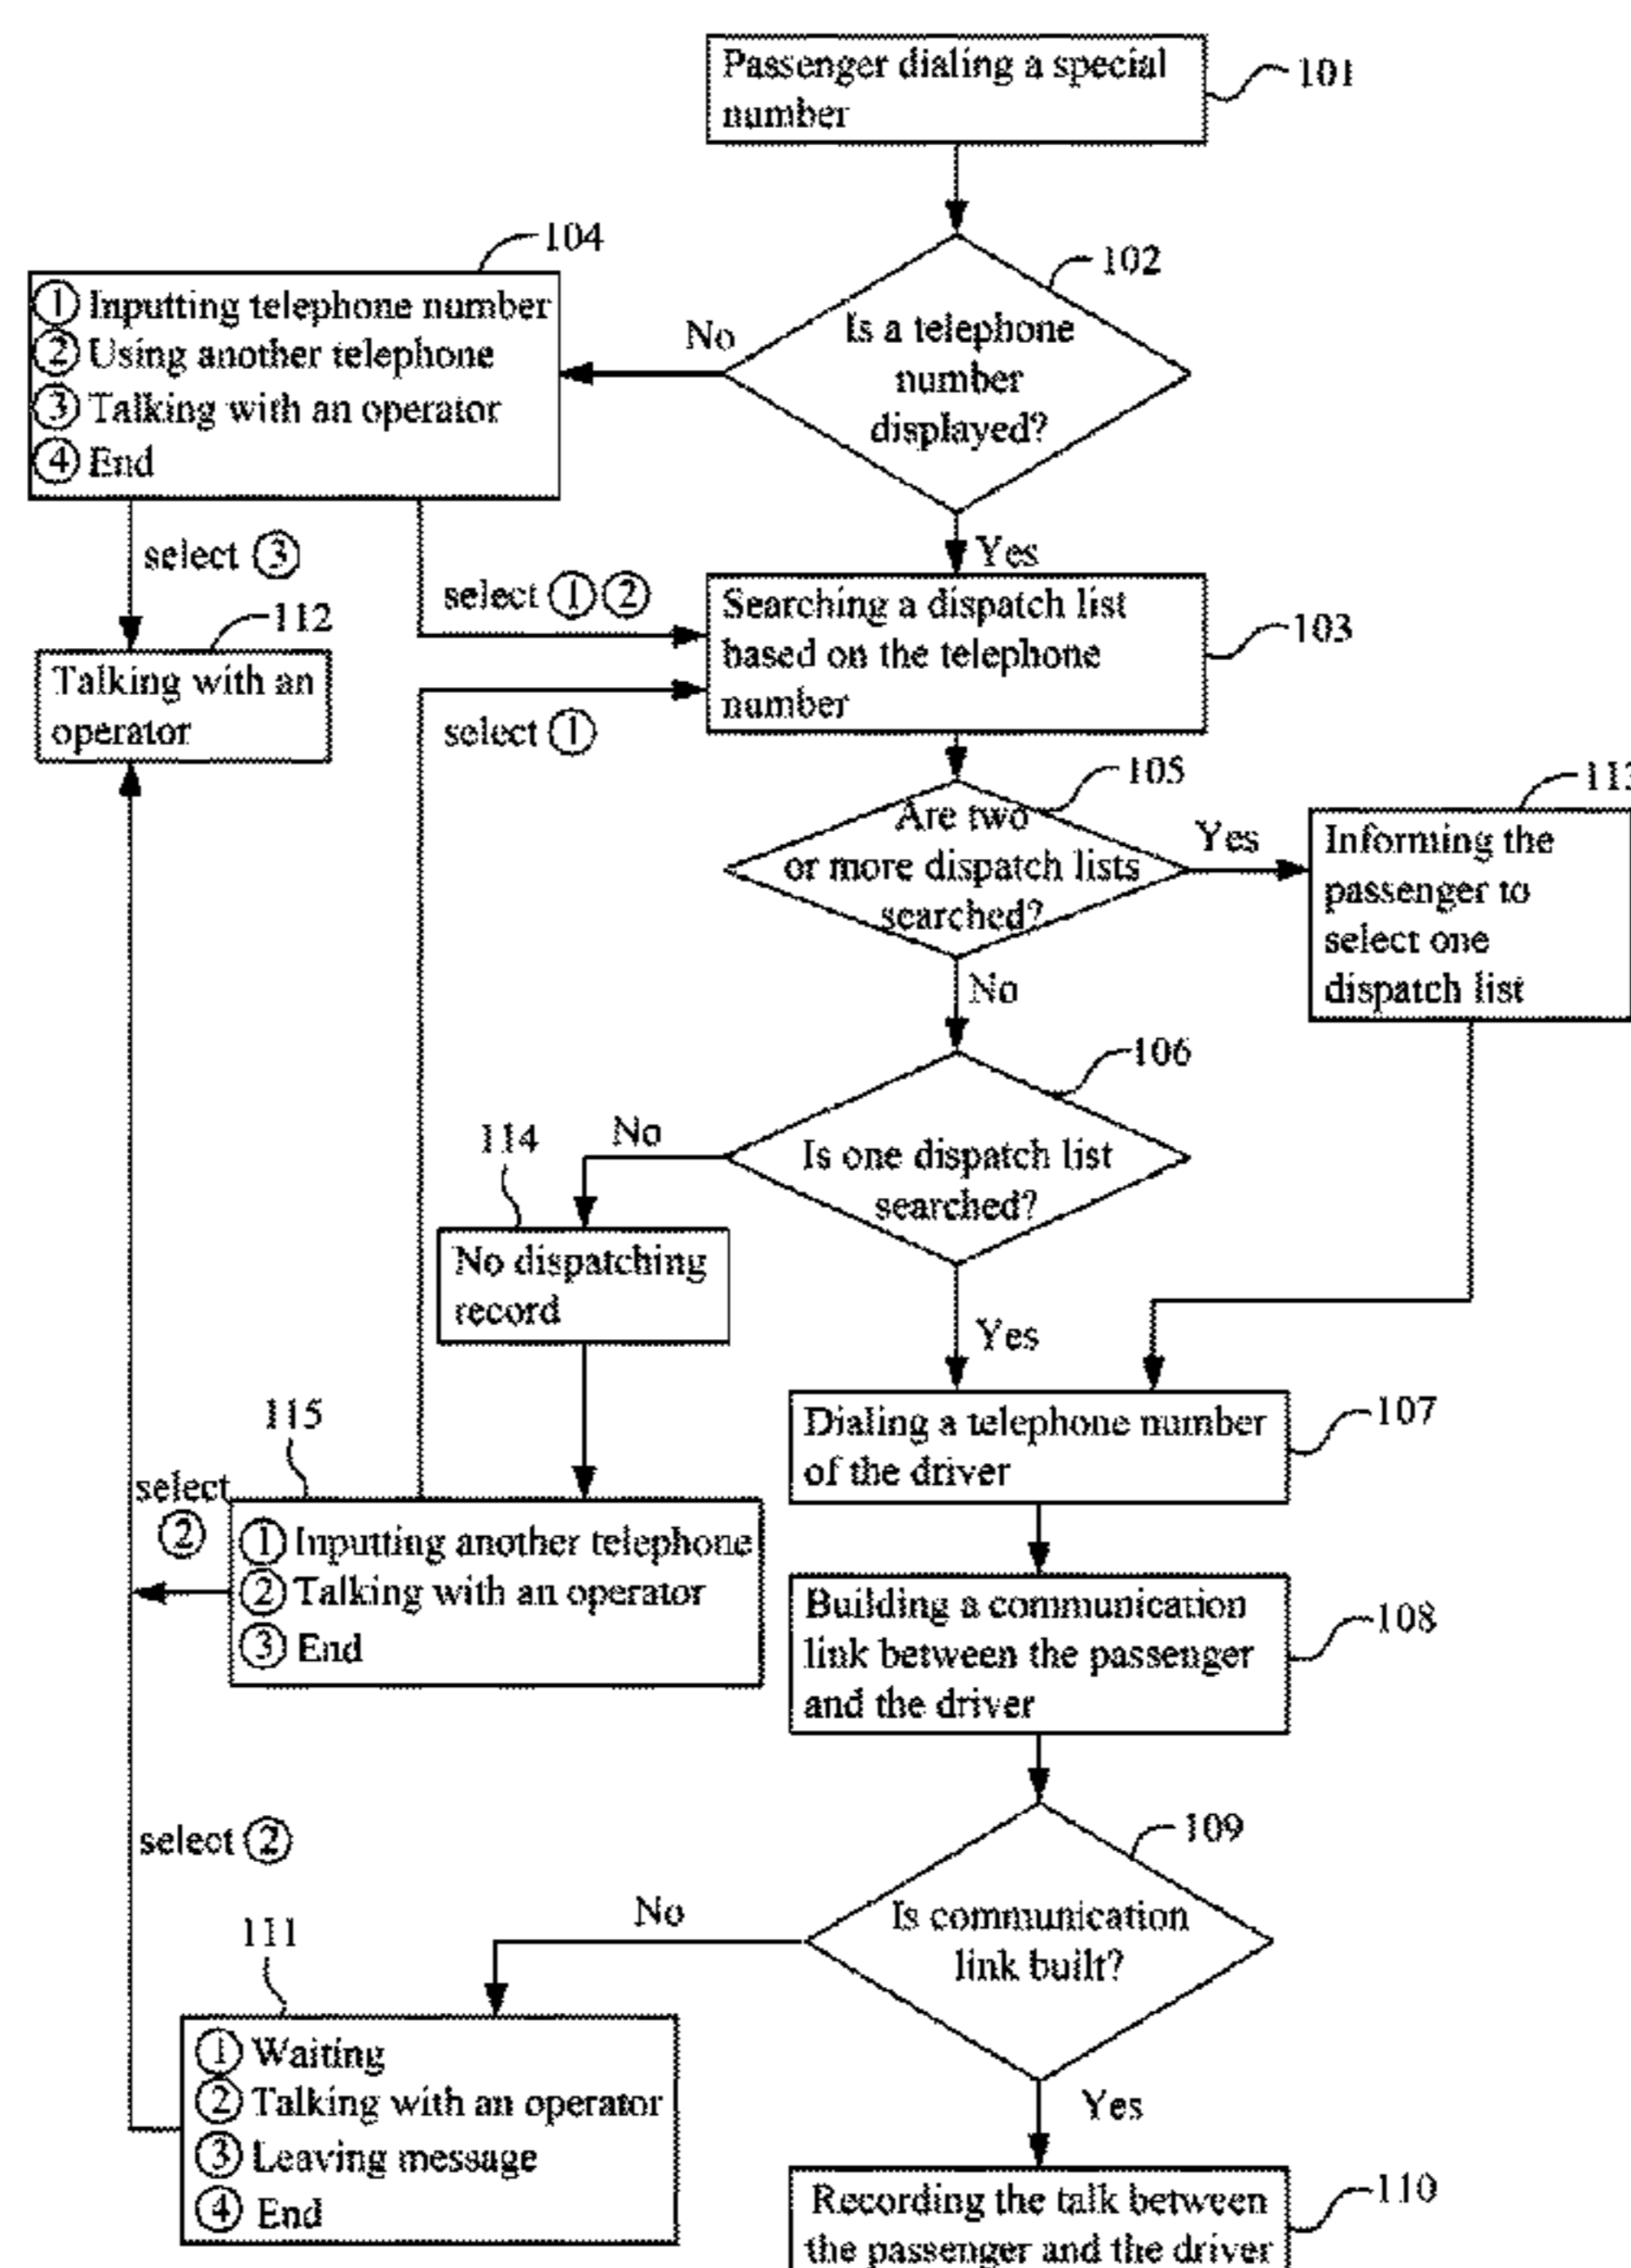 Passenger dialing a special
number
101
102
Is a telephone
number
displayed?
No
Yes
104
① Inputting telephone number
② Using another telephone
③ Talking with an operator
④ End
select ③
select ① ②
112
Talking with an
operator
Searching a dispatch list
based on the telephone
number
103
select ①
105
Are two
or more dispatch lists
searched?
Yes
No
113
Informing the
passenger to
select one
dispatch list
106
Is one dispatch list
searched?
No
Yes
114
No dispatching
record
115
select
②
① Inputting another telephone
② Talking with an operator
③ End
Dialing a telephone number
of the driver
107
Building a communication
link between the passenger
and the driver
108
109
Is communication
link built?
No
Yes
select ②
111
① Waiting
② Talking with an operator
③ Leaving message
④ End
Recording the talk between
the passenger and the driver
110